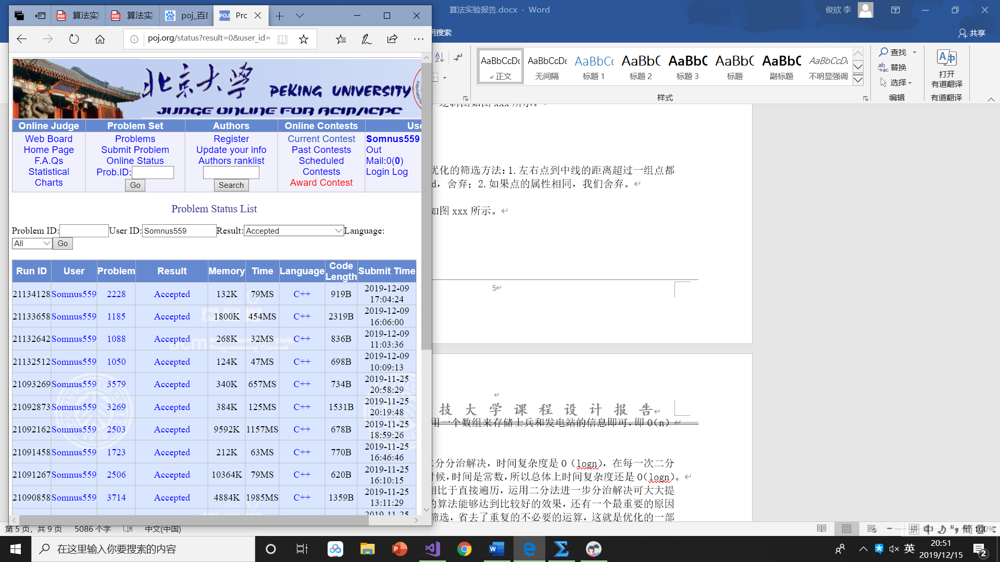 算法实
算法实
poj_百
Prc
poj.org/status?result=0&user_id=
北京大学 PEKING UNIVERSITY
JUDGE ONLINE FOR ACM/ICPC
Online Judge Problem Set Authors Online Contests Use
Web Board Problems Register Current Contest Somnus559
Home Page Submit Problem Update your info Past Contests Out
F.A.Qs Online Status Authors ranklist Scheduled Mail:0(0)
Statistical Prob.ID: Contests Login Log
Charts Go Search Award Contest
Problem Status List
Problem ID: User ID: Somnus559 Result: Accepted Language:
All Go
Run ID User Problem Result Memory Time Language Code Length Submit Time
21134128 Somnus559 2228 Accepted 132K 79MS C++ 919B 2019-12-09 17:04:24
21133658 Somnus559 1185 Accepted 1800K 454MS C++ 2319B 2019-12-09 16:06:00
21132642 Somnus559 1088 Accepted 268K 32MS C++ 836B 2019-12-09 11:03:36
21132512 Somnus559 1050 Accepted 124K 47MS C++ 698B 2019-12-09 10:09:13
21093269 Somnus559 3579 Accepted 340K 657MS C++ 734B 2019-11-25 20:58:29
21092873 Somnus559 3269 Accepted 384K 125MS C++ 1531B 2019-11-25 20:19:48
21092162 Somnus559 2503 Accepted 9592K 1157MS C++ 678B 2019-11-25 18:59:26
21091458 Somnus559 1723 Accepted 212K 63MS C++ 770B 2019-11-25 16:46:46
21091267 Somnus559 2506 Accepted 10364K 79MS C++ 620B 2019-11-25 16:10:15
21090858 Somnus559 3714 Accepted 4884K 1985MS C++ 1359B 2019-11-25 13:11:29
算法实验报告.docx - Word
俊欣 李
搜索
共享
AaBbCcDc AaBbCcDc AaBbC AaBbC AaBbC AaBbC AaBbC AaBbCcDc
正文 无间隔 标题 1 标题 2 标题 3 标题 副标题 不明显强调
样式
查找
替换
选择
编辑
打开
有道翻译
有道翻译
xxx 所示。
优化的筛选方法：1.左右点到中线的距离超过一组点都
d，舍弃；2.如果点的属性相同，我们舍弃。
如图 xxx 所示。
5
技 大 学 课 程 设 计 报 告
用一个数组来存储士兵和发电站的信息即可，即 O(n)
二分分治解决，时间复杂度是 O（logn），在每一次二分
时候，时间是常数，所以总体上时间复杂度还是 O(logn)。
相比于直接遍历，运用二分法进一步分治解决可大大提
的算法能够达到比较好的效果，还有一个最重要的原因
筛选，省去了重复的不必要的运算，这就是优化的一部
第 5 页，共 9 页 5086 个字 中文(中国)
在这里输入你要搜索的内容
英
20:51
2019/12/15
2